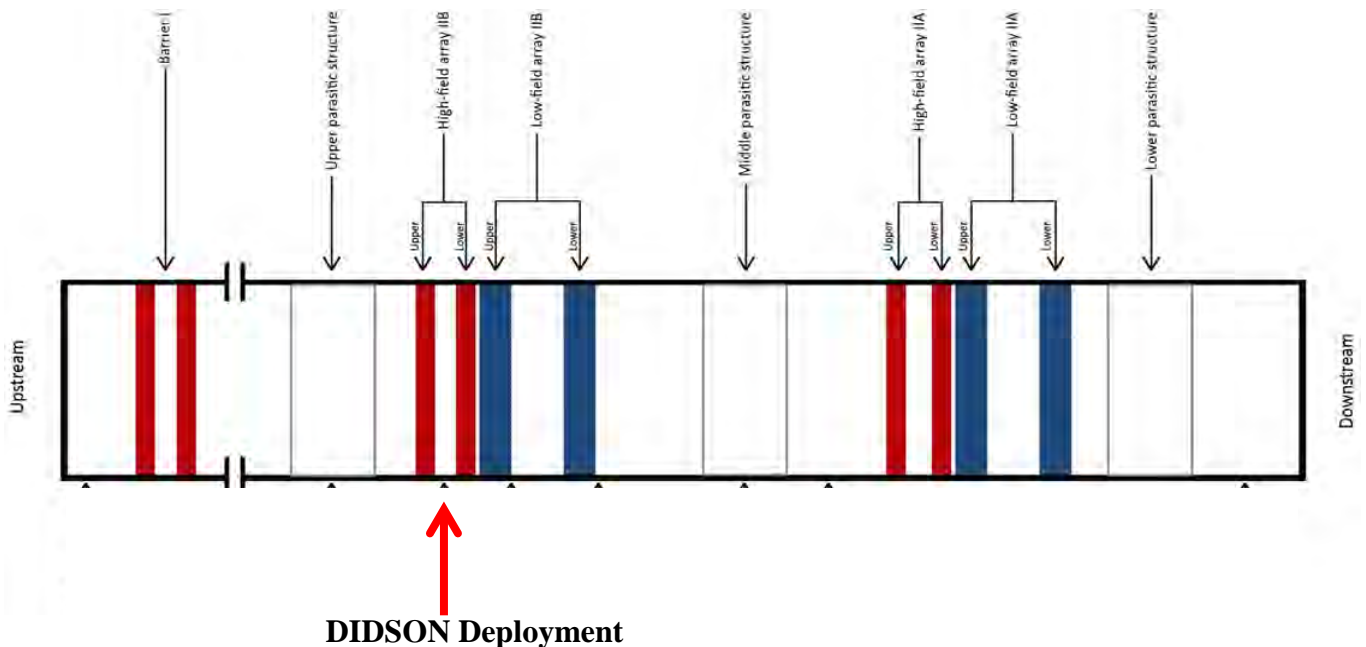 Barrier I
Upper parasitic structure
High-field array IIB
Low-field array IIB
Middle parasitic structure
High-field array IIA
Low-field array IIA
Lower parasitic structure
Upper
Lower
Upper
Lower
Upper
Lower
Upper
Lower
Upstream
Downstream
DIDSON Deployment